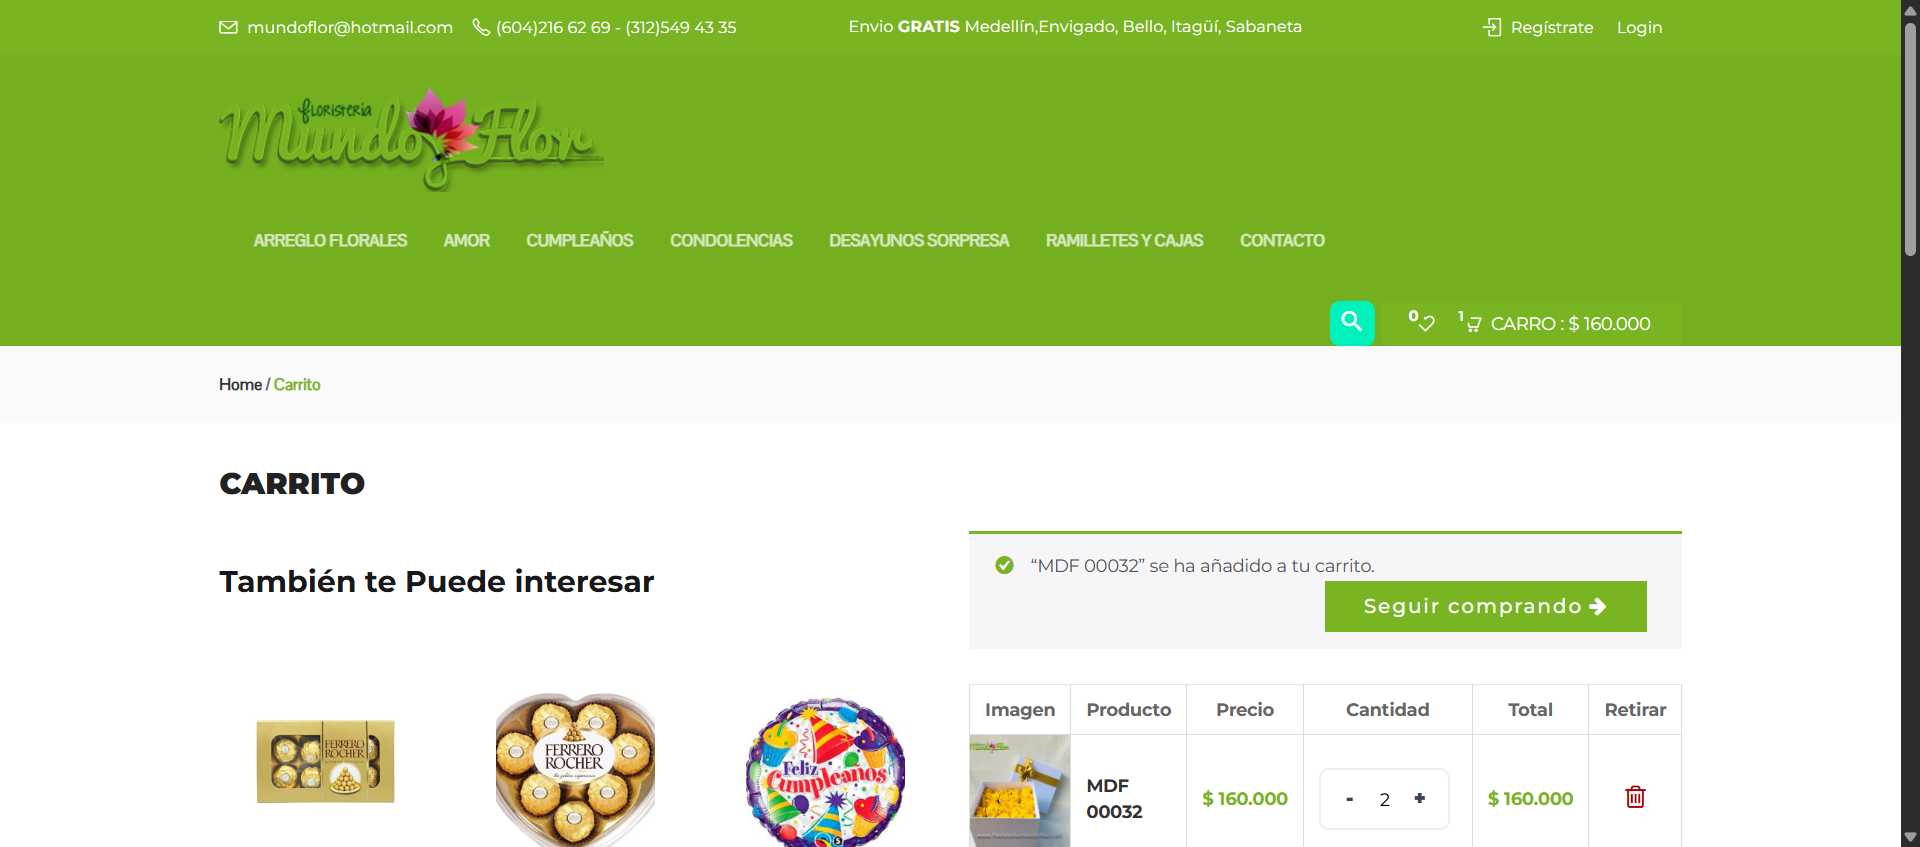 mundoflor@hotmail.com (604)216 62 69 - (312)549 43 35 Envio GRATIS Medellín,Envigado, Bello, Itagüí, Sabaneta Regístrate Login
floristería
Mundo Flor
ARREGLO FLORALES AMOR CUMPLEAÑOS CONDOLENCIAS DESAYUNOS SORPRESA RAMILLETES Y CAJAS CONTACTO
0 1 CARRO : $ 160.000
Home / Carrito
CARRITO
También te Puede interesar
“MDF 00032” se ha añadido a tu carrito.
Seguir comprando
Imagen Producto Precio Cantidad Total Retirar
MDF
00032
$ 160.000 - 2 + $ 160.000
FERRERO
ROCHER
FERRERO
ROCHER
Feliz
Cumpleaños